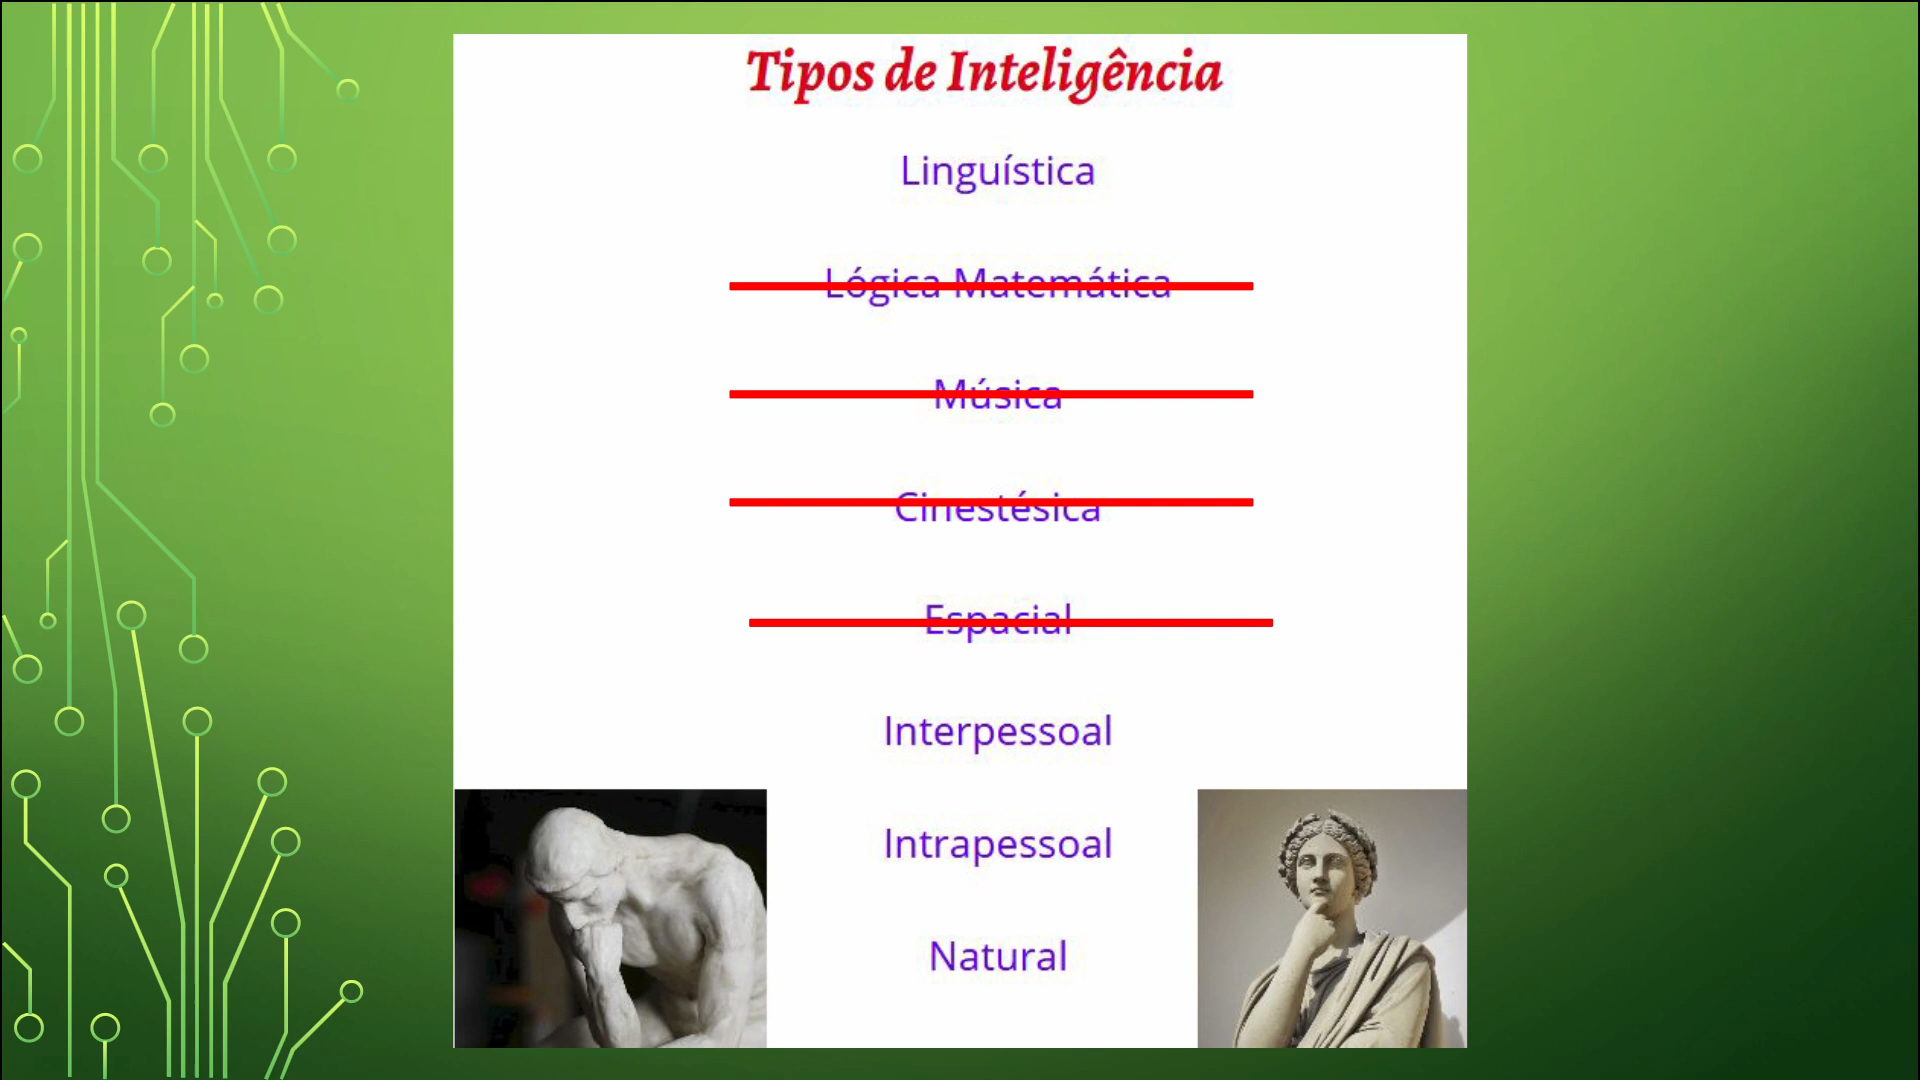 Tipos de Inteligência
Linguística
Lógica Matemática
Música
Cinestésica
Espacial
Interpessoal
Intrapessoal
Natural